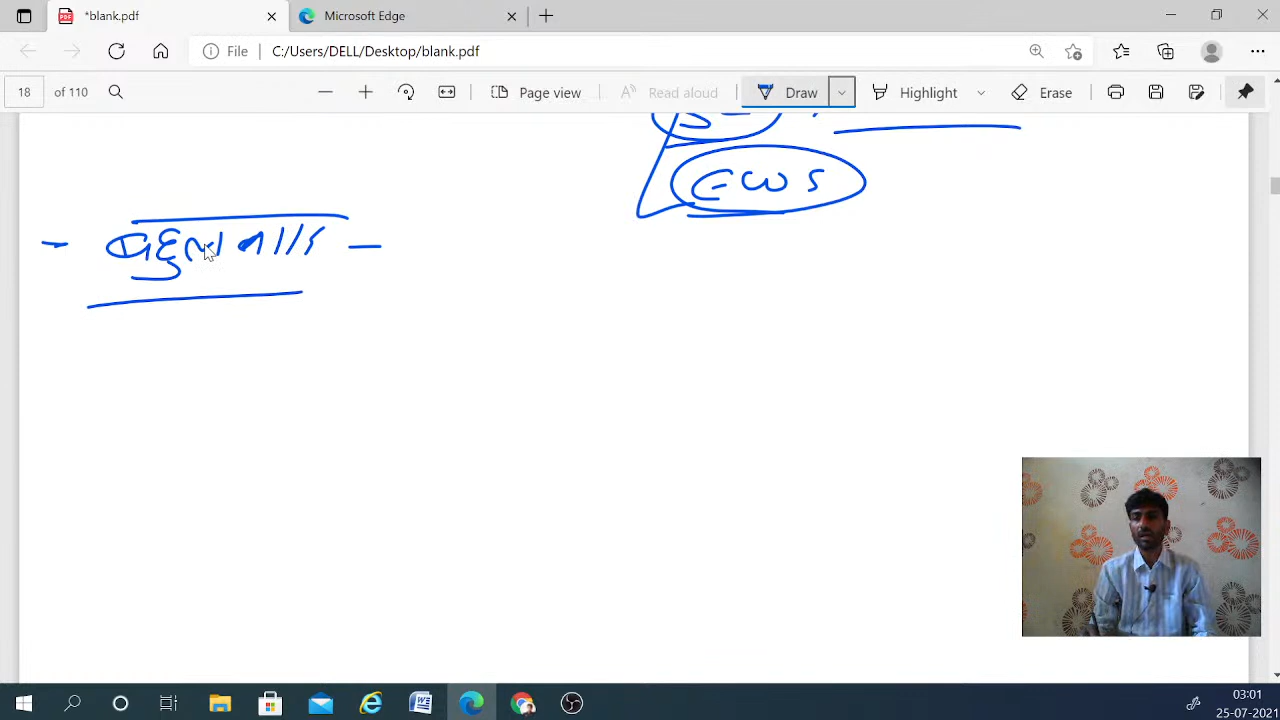 *blank.pdf
Microsoft Edge
File C:/Users/DELL/Desktop/blank.pdf
18 of 110 Page view Read aloud Draw Highlight Erase
EWS
03:01
25-07-2021